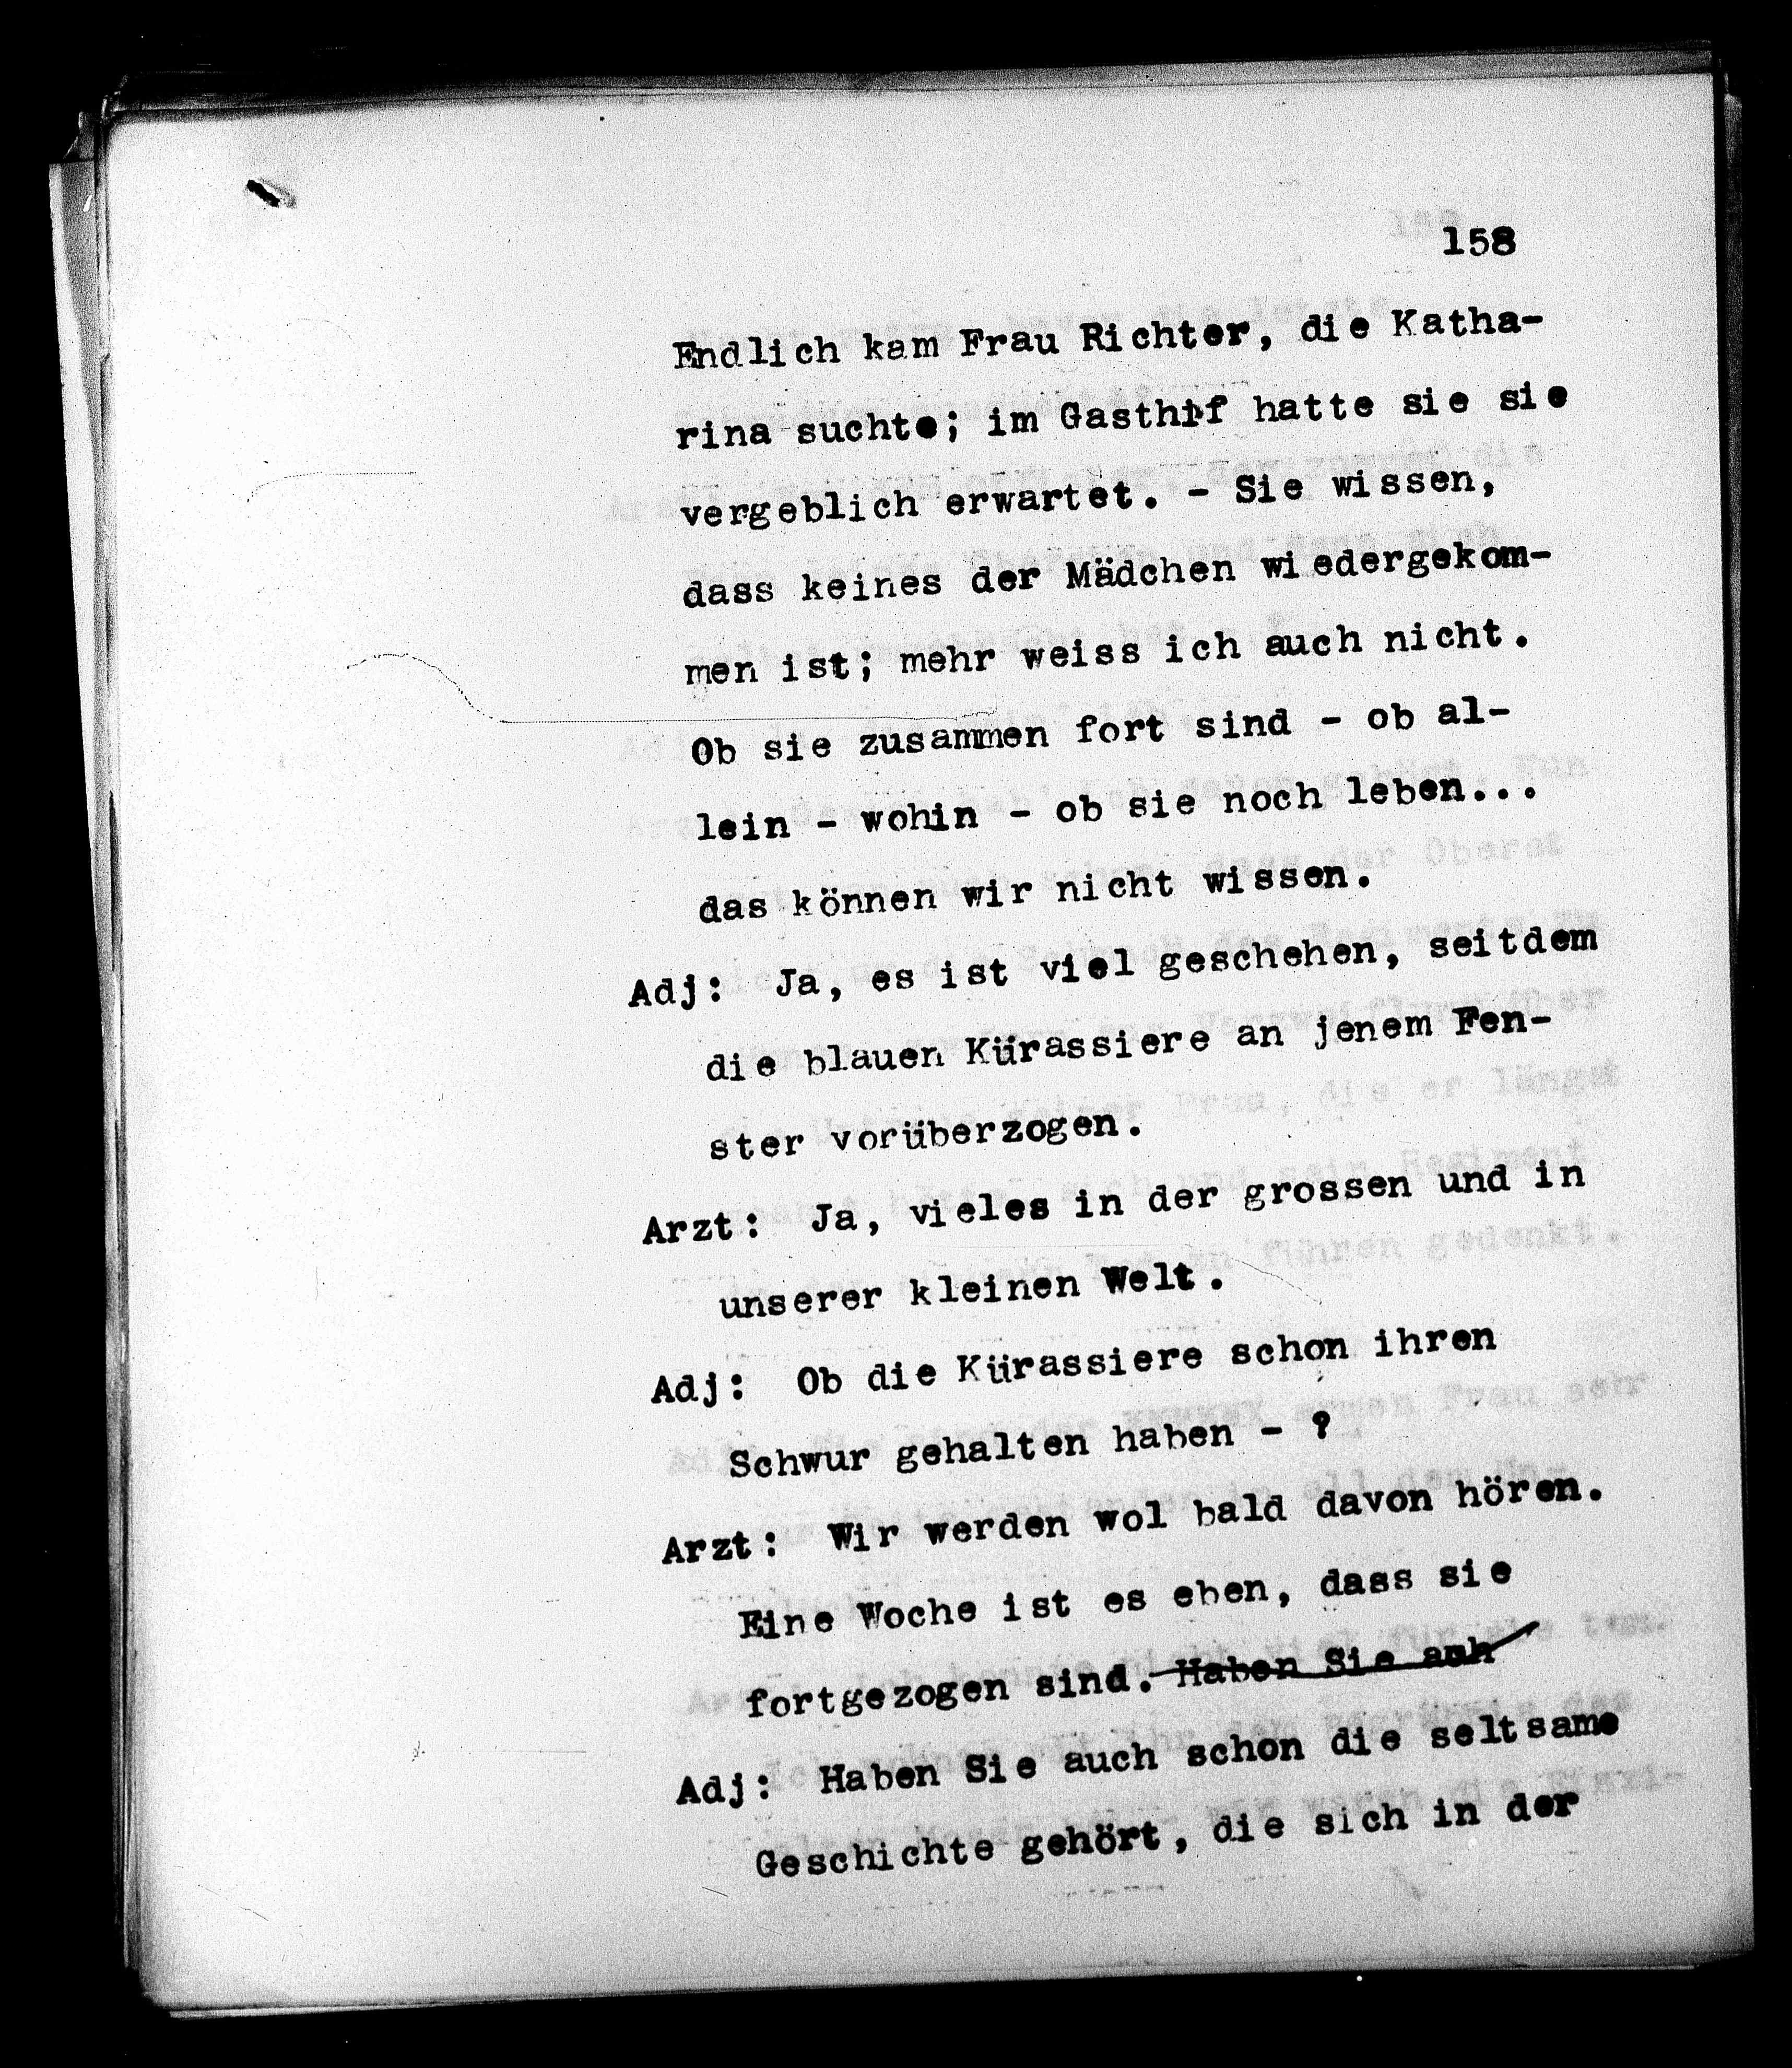 158
Endlich kam Frau Richter, die Katha-
rina suchte; im Gasthif hatte sie sie
vergeblich erwartet. - Sie wissen,
dass keines der Mädchen wiedergekom-
men ist; mehr weiss ich auch nicht.
Ob sie zusammen fort sind - ob al-
lein - wohin - ob sie noch leben...
das können wir nicht wissen.
Adj: Ja, es ist viel geschehen, seitdem
die blauen Kürassiere an jenem Fen-
ster vorüberzogen.
Arzt: Ja, vieles in der grossen und in
unserer kleinen Welt.
Adj: Ob die Kürassiere schon ihren
Schwur gehalten haben - ?
Arzt: Wir werden wol bald davon hören.
Eine Woche ist es eben, dass sie
fortgezogen sind. Haben Sie auh
Adj: Haben Sie auch schon die seltsame
Geschichte gehört, die sich in der